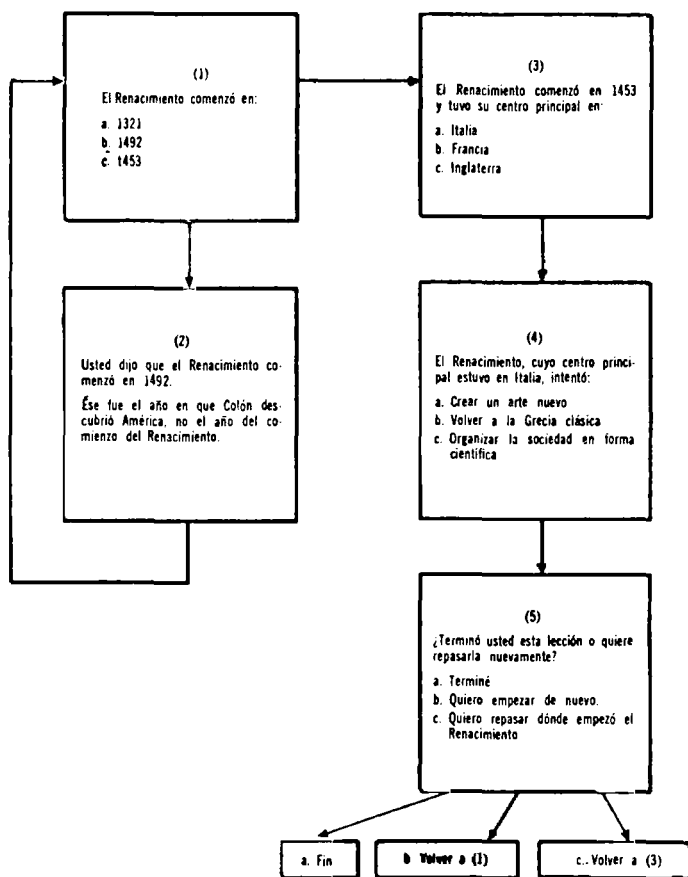 (1)
El Renacimiento comenzó en:
a. 1321
b. 1492
c. 1453
(2)
Usted dijo que el Renacimiento co-
menzó en 1492.
Ése fue el año en que Colón des-
cubrió América, no el año del co-
mienzo del Renacimiento.
(3)
El Renacimiento comenzó en 1453
y tuvo su centro principal en:
a. Italia
b. Francia
c. Inglaterra
(4)
El Renacimiento, cuyo centro princi-
pal estuvo en Italia, intentó:
a. Crear un arte nuevo
b. Volver a la Grecia clásica
c. Organizar la sociedad en forma
científica
(5)
¿Terminó usted esta lección o quiere
repasarla nuevamente?
a. Terminé
b. Quiero empezar de nuevo.
c. Quiero repasar dónde empezó el
Renacimiento
a. Fin
b Volver a (1)
c.. Volver a (3)